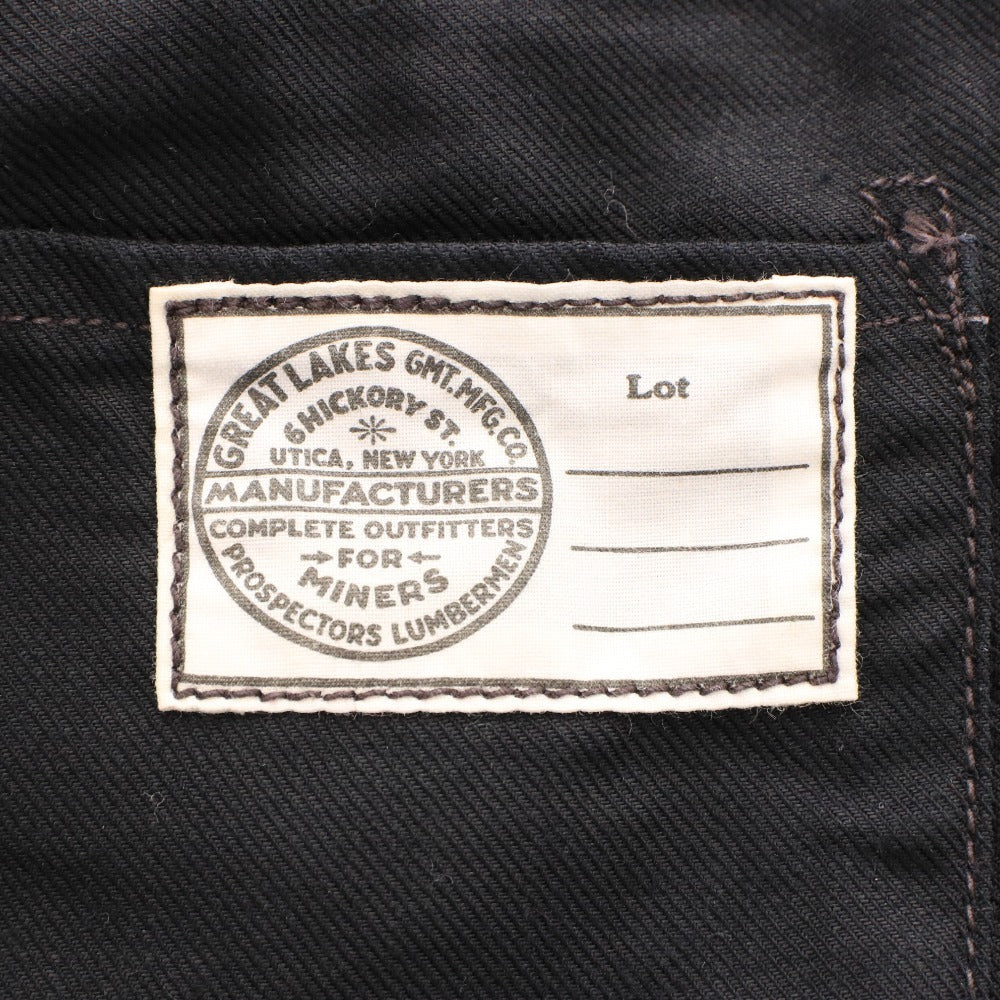 GREAT LAKES GMT. MFG. CO.
6 HICKORY ST.
UTICA, NEW YORK
MANUFACTURERS
COMPLETE OUTFITTERS
FOR
MINERS
PROSPECTORS LUMBERMEN
Lot